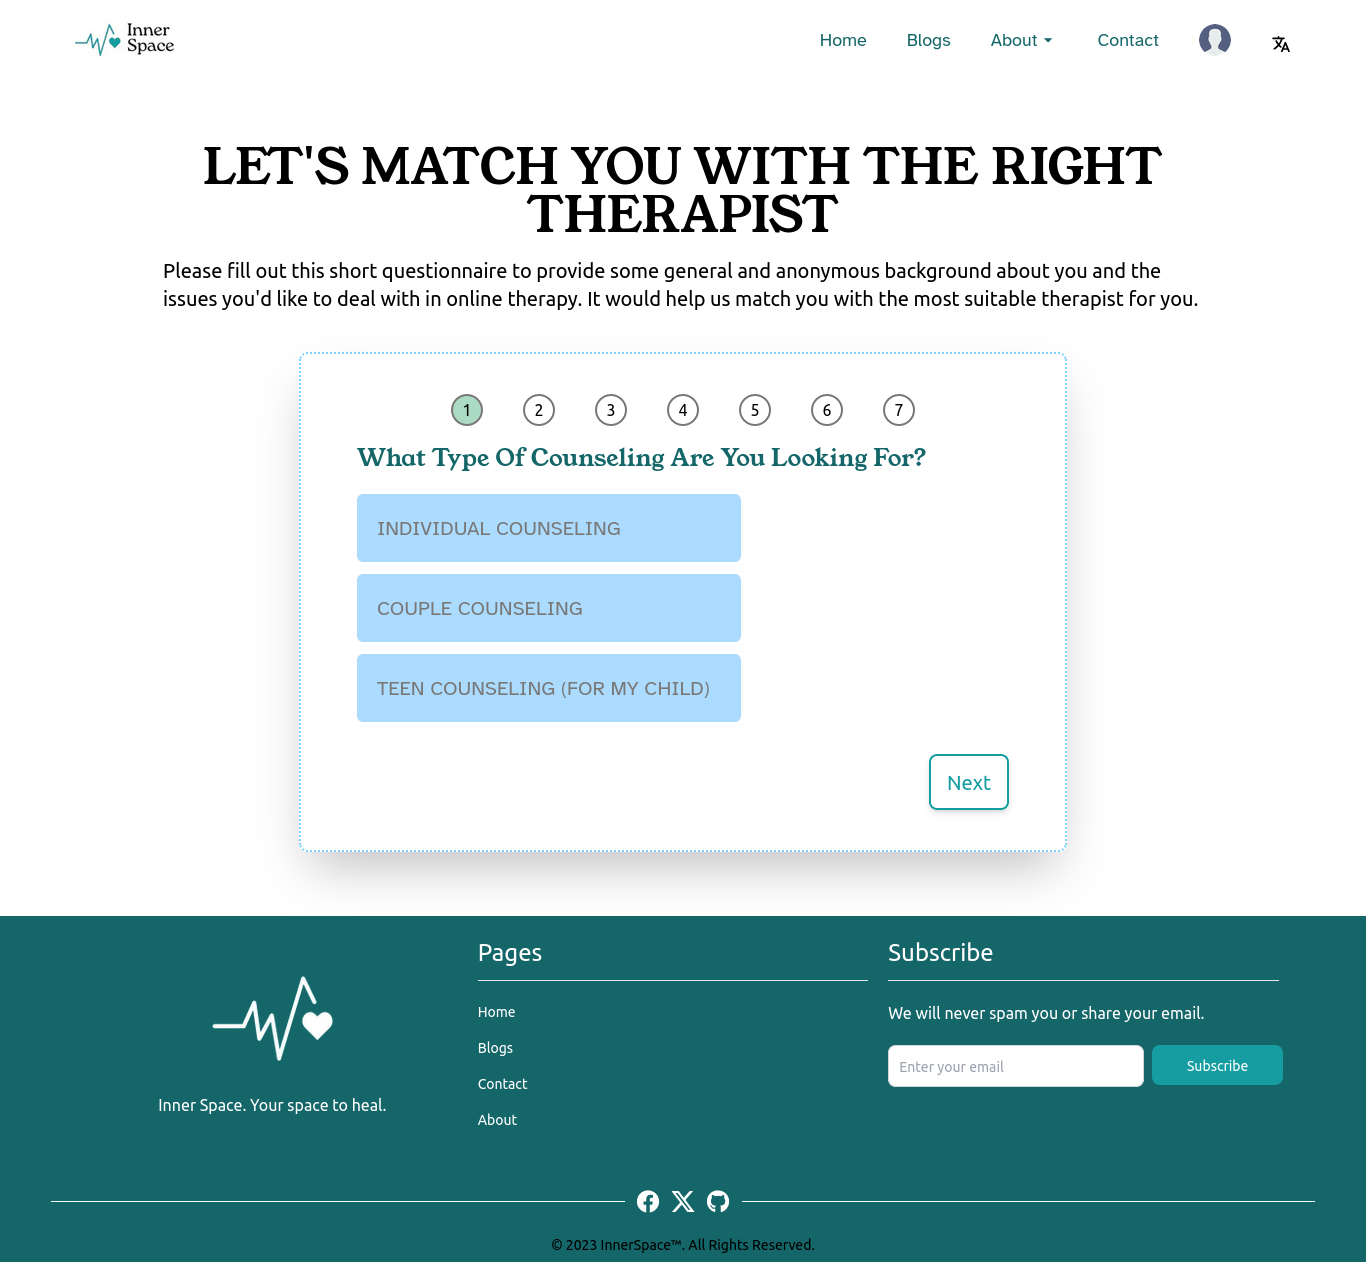 Inner
Space
Home
Blogs
About
Contact
LET'S MATCH YOU WITH THE RIGHT
THERAPIST
Please fill out this short questionnaire to provide some general and anonymous background about you and the
issues you'd like to deal with in online therapy. It would help us match you with the most suitable therapist for you.
1 2 3 4 5 6 7
What Type Of Counseling Are You Looking For?
INDIVIDUAL COUNSELING
COUPLE COUNSELING
TEEN COUNSELING (FOR MY CHILD)
Next
Inner Space. Your space to heal.
Pages
Home
Blogs
Contact
About
Subscribe
We will never spam you or share your email.
Enter your email
Subscribe
© 2023 InnerSpace™. All Rights Reserved.